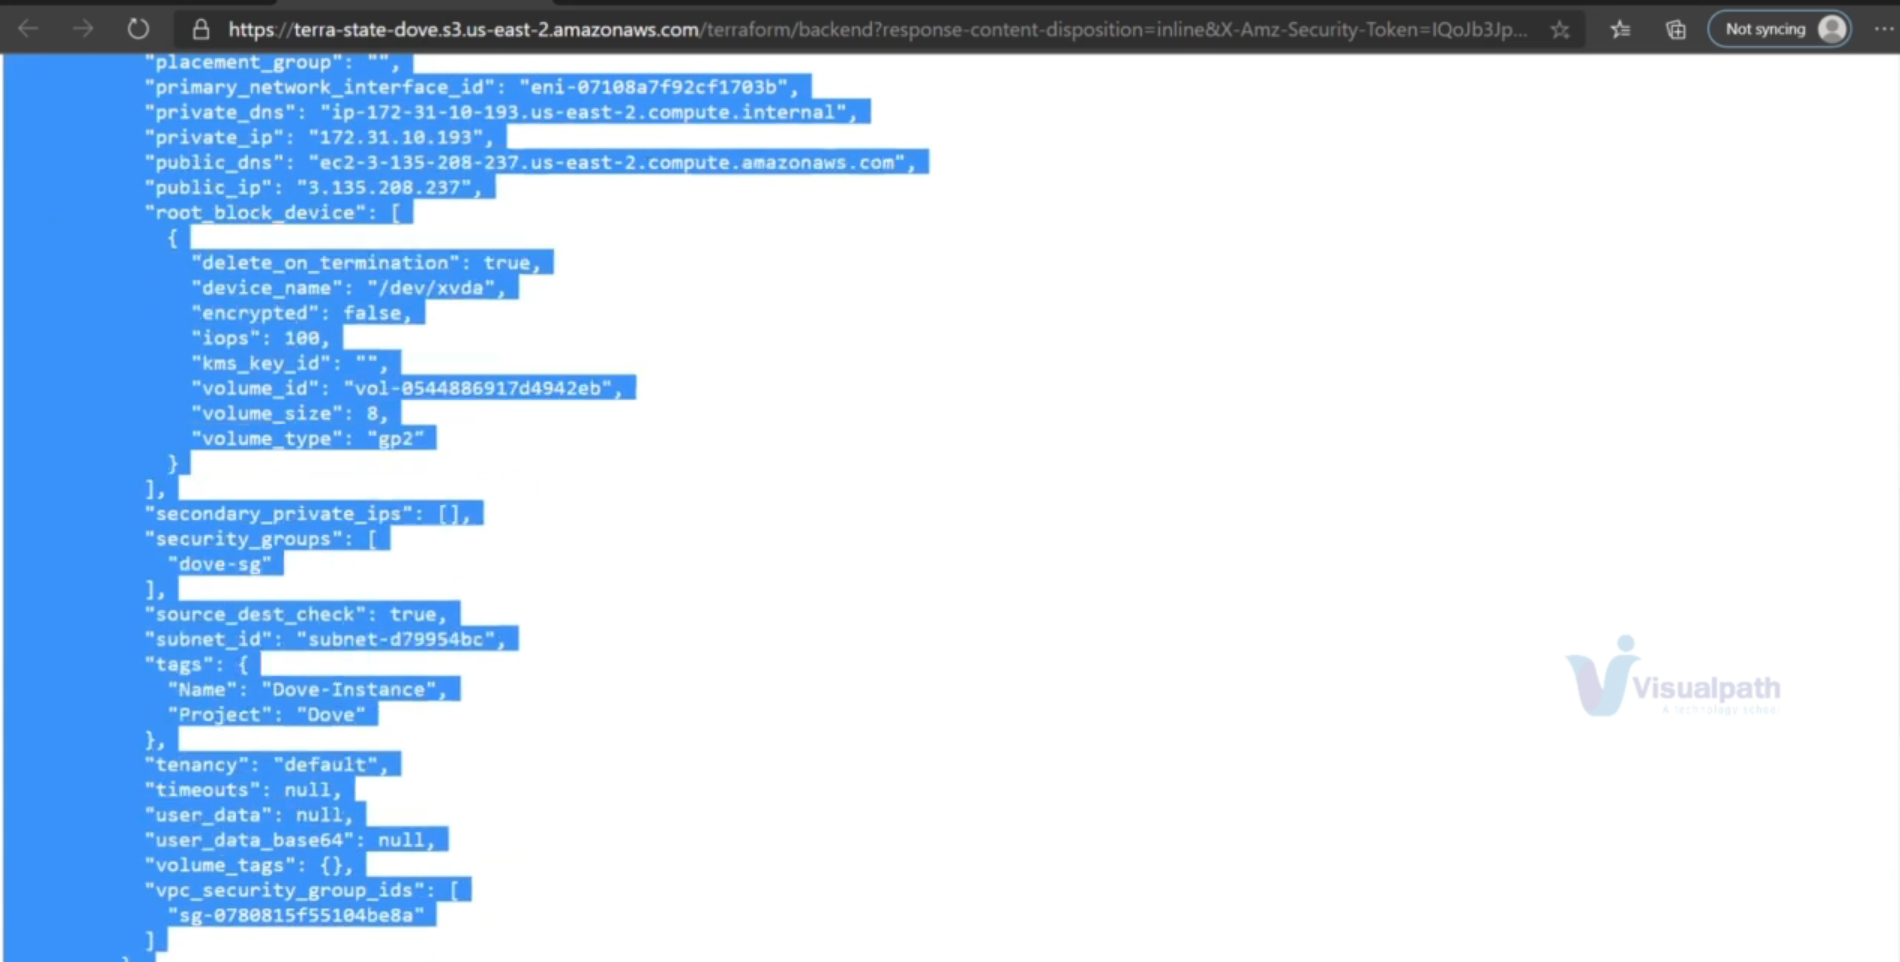 https://terra-state-dove.s3.us-east-2.amazonaws.com/terraform/backend?response-content-disposition=inline&X-Amz-Security-Token=IQoJb3Jp...
Not syncing
"placement_group": "",
"primary_network_interface_id": "eni-07108a7f92cf1703b",
"private_dns": "ip-172-31-10-193.us-east-2.compute.internal",
"private_ip": "172.31.10.193",
"public_dns": "ec2-3-135-208-237.us-east-2.compute.amazonaws.com",
"public_ip": "3.135.208.237",
"root_block_device": [
{
"delete_on_termination": true,
"device_name": "/dev/xvda",
"encrypted": false,
"iops": 100,
"kms_key_id": "",
"volume_id": "vol-0544886917d4942eb",
"volume_size": 8,
"volume_type": "gp2"
}
],
"secondary_private_ips": [],
"security_groups": [
"dove-sg"
],
"source_dest_check": true,
"subnet_id": "subnet-d79954bc",
"tags": {
"Name": "Dove-Instance",
"Project": "Dove"
},
"tenancy": "default",
"timeouts": null,
"user_data": null,
"user_data_base64": null,
"volume_tags": {},
"vpc_security_group_ids": [
"sg-0780815f55104be8a"
]
}
Visualpath
A technology school